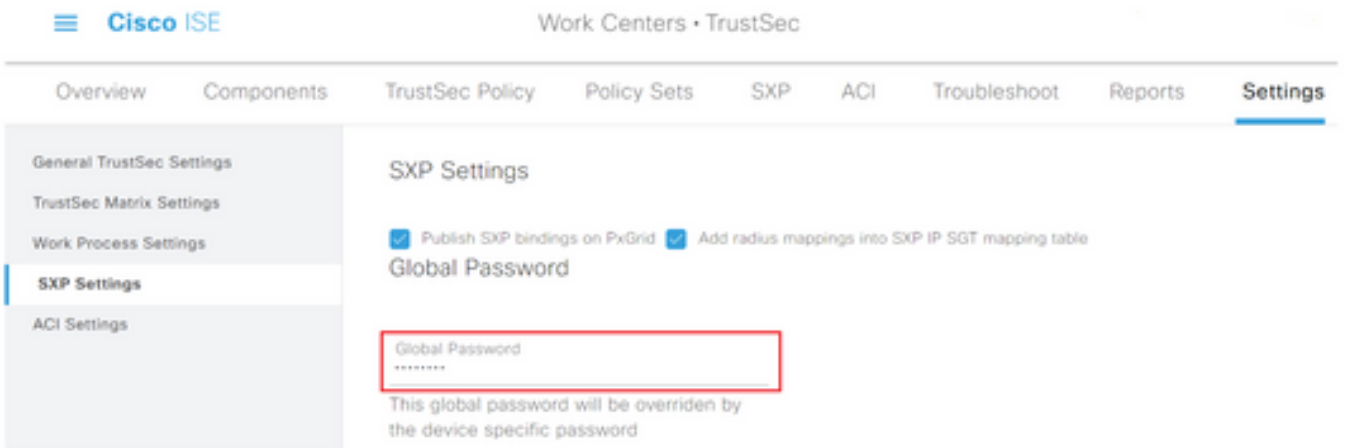 Cisco ISE
Work Centers · TrustSec
Overview Components TrustSec Policy Policy Sets SXP ACI Troubleshoot Reports Settings
General TrustSec Settings
TrustSec Matrix Settings
Work Process Settings
SXP Settings
ACI Settings
SXP Settings
Publish SXP bindings on PxGrid Add radius mappings into SXP IP SGT mapping table
Global Password
Global Password
········
This global password will be overriden by
the device specific password